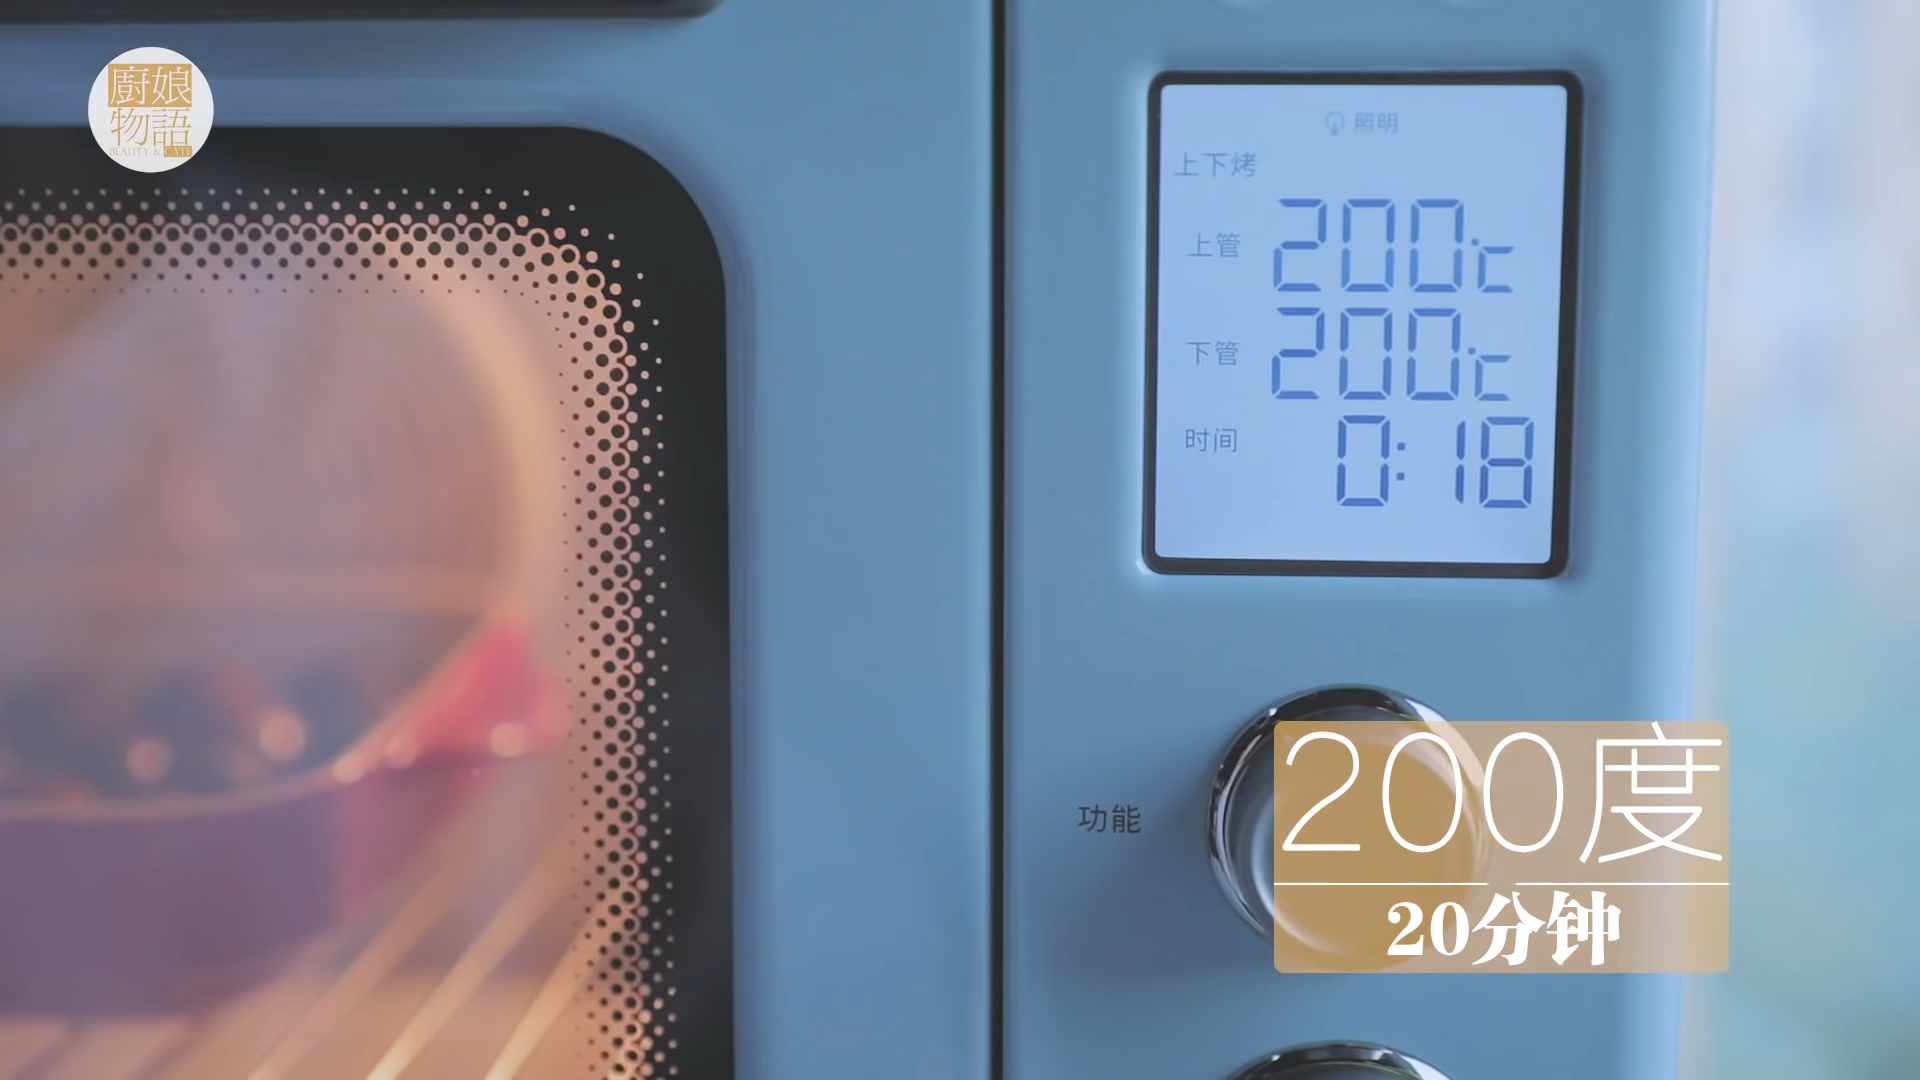 廚娘
物語
BEAUTY & CATE
照明
上下烤
上管 200℃
下管 200℃
时间 0:18
功能
200度
20分钟